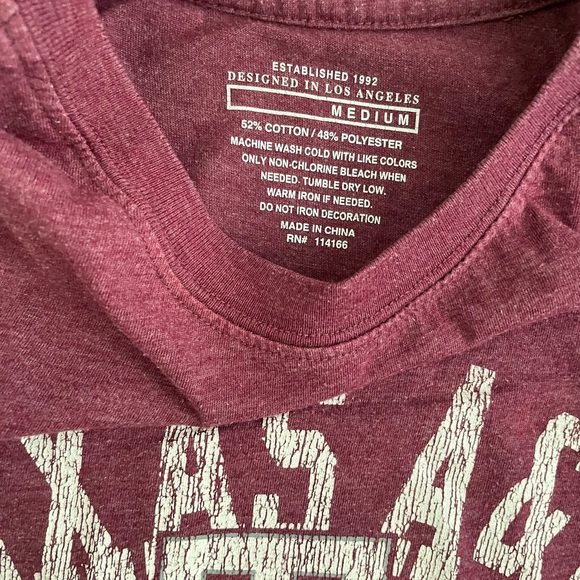 ESTABLISHED 1992
DESIGNED IN LOS ANGELES
MEDIUM
52% COTTON / 48% POLYESTER
MACHINE WASH COLD WITH LIKE COLORS
ONLY NON-CHLORINE BLEACH WHEN
NEEDED. TUMBLE DRY LOW.
WARM IRON IF NEEDED.
DO NOT IRON DECORATION
MADE IN CHINA
RN# 114166
XAS A&